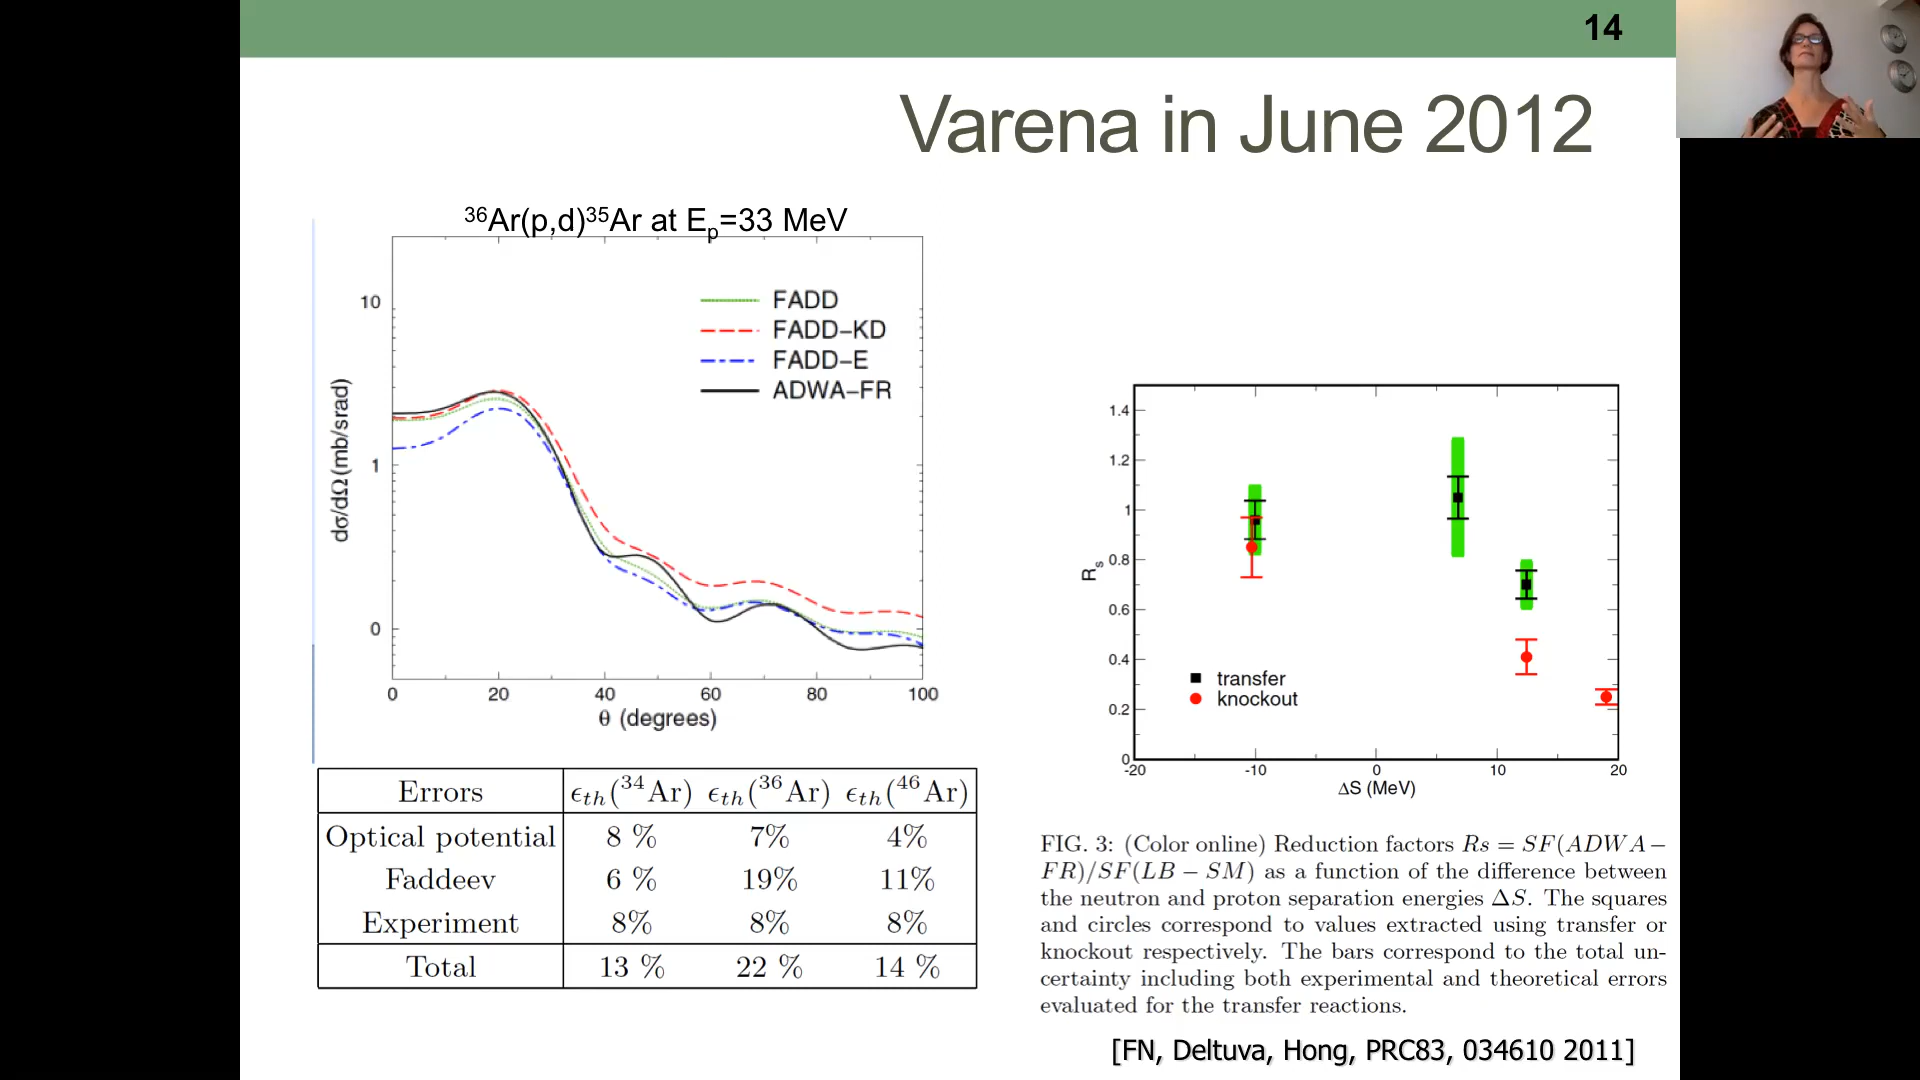 14
Varena in June 2012
³⁶Ar(p,d)³⁵Ar at Eₚ=33 MeV
FADD
FADD-KD
FADD-E
ADWA-FR
dσ/dΩ (mb/srad)
10
1
0
0 20 40 60 80 100
θ (degrees)
Errors ϵth(³⁴Ar) ϵth(³⁶Ar) ϵth(⁴⁶Ar)
Optical potential 8 % 7% 4%
Faddeev 6 % 19% 11%
Experiment 8% 8% 8%
Total 13 % 22 % 14 %
1.4
1.2
1
0.8
0.6
0.4
0.2
0
Rs
transfer
knockout
-20 -10 0 10 20
ΔS (MeV)
FIG. 3: (Color online) Reduction factors Rs = SF(ADWA−
FR)/SF(LB − SM) as a function of the difference between
the neutron and proton separation energies ΔS. The squares
and circles correspond to values extracted using transfer or
knockout respectively. The bars correspond to the total un-
certainty including both experimental and theoretical errors
evaluated for the transfer reactions.
[FN, Deltuva, Hong, PRC83, 034610 2011]